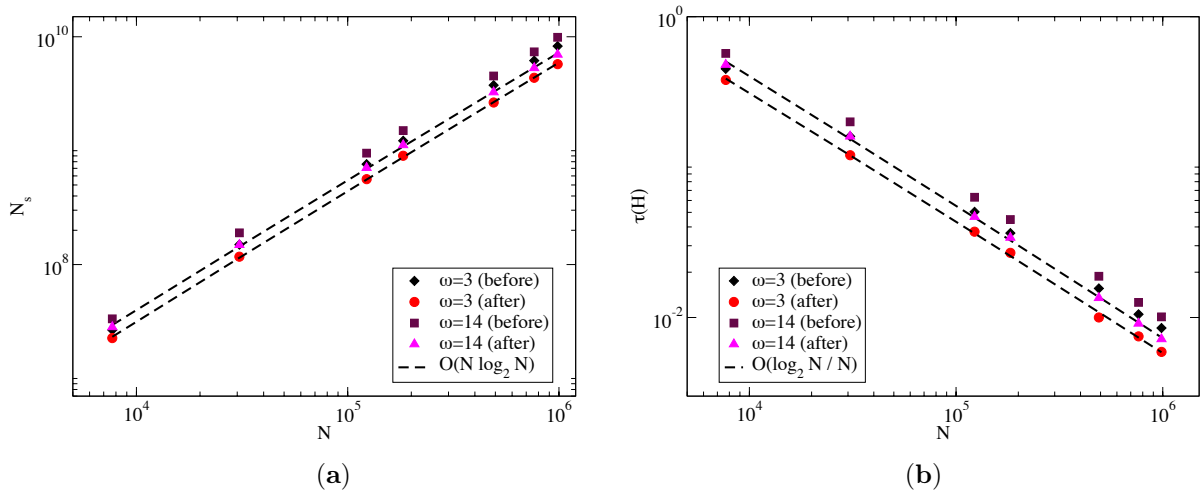 10^10
10^8
N_s
10^4
10^5
10^6
N
ω=3 (before)
ω=3 (after)
ω=14 (before)
ω=14 (after)
O(N log_2 N)
(a)
10^0
10^-2
τ(H)
10^4
10^5
10^6
N
ω=3 (before)
ω=3 (after)
ω=14 (before)
ω=14 (after)
O(log_2 N / N)
(b)